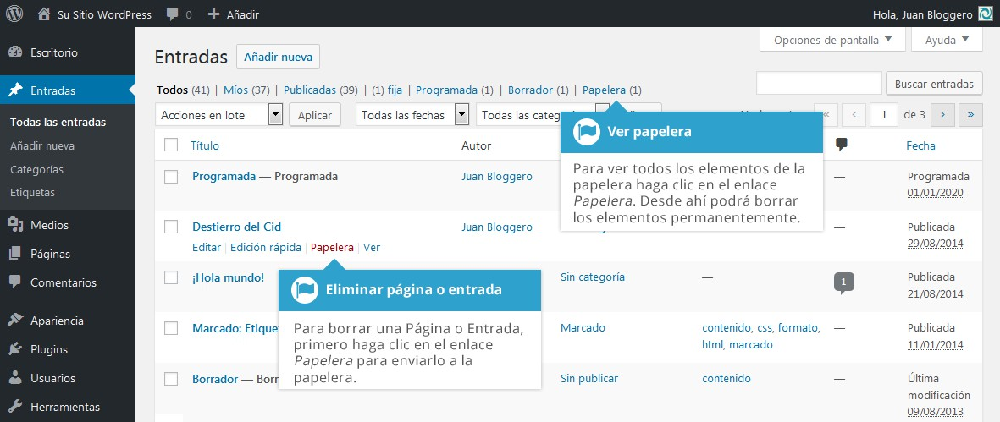 Su Sitio WordPress 0 Añadir Hola, Juan Bloggero
Opciones de pantalla Ayuda
Escritorio
Entradas
Todas las entradas
Añadir nueva
Categorías
Etiquetas
Medios
Páginas
Comentarios
Apariencia
Plugins
Usuarios
Herramientas
Entradas Añadir nueva
Todos (41) | Míos (37) | Publicadas (39) | (1) fija | Programada (1) | Borrador (1) | Papelera (1)
Buscar entradas
Acciones en lote Aplicar Todas las fechas Todas las categ « ‹ 1 de 3 › »
Título Autor Fecha
Programada — Programada Juan Bloggero — Programada
01/01/2020
Destierro del Cid Juan Bloggero — Publicada
29/08/2014
Editar | Edición rápida | Papelera | Ver
¡Hola mundo! Sin categoría — 1 Publicada
21/08/2014
Marcado: Etique Marcado contenido, css, formato, — Publicada
html, marcado 11/01/2014
Borrador — Borr Sin publicar contenido — Última
modificación
09/08/2013
Ver papelera
Para ver todos los elementos de la
papelera haga clic en el enlace
Papelera. Desde ahí podrá borrar
los elementos permanentemente.
Eliminar página o entrada
Para borrar una Página o Entrada,
primero haga clic en el enlace
Papelera para enviarlo a la
papelera.